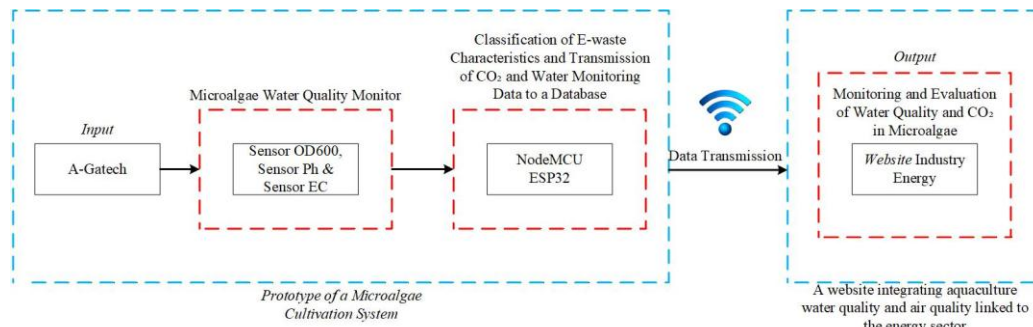 Classification of E-waste
Characteristics and Transmission
of CO₂ and Water Monitoring
Data to a Database
Microalgae Water Quality Monitor
Input
A-Gatech
Sensor OD600,
Sensor Ph &
Sensor EC
NodeMCU
ESP32
Data Transmission
Output
Monitoring and Evaluation
of Water Quality and CO₂
in Microalgae
Website Industry
Energy
Prototype of a Microalgae
Cultivation System
A website integrating aquaculture
water quality and air quality linked to
the energy sector